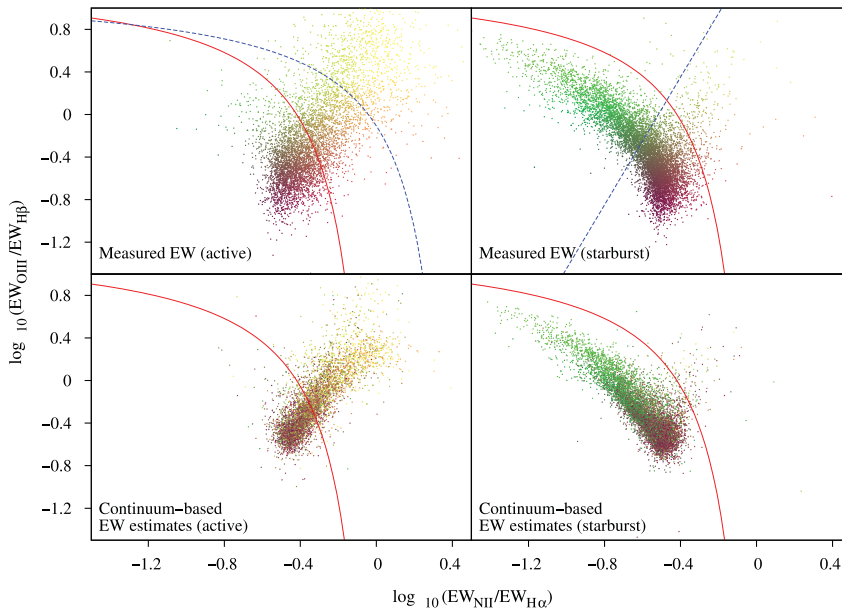 0.8
0.4
0
−0.4
−0.8
−1.2
Measured EW (active)
Measured EW (starburst)
0.8
0.4
0
−0.4
−0.8
−1.2
Continuum−based
EW estimates (active)
Continuum−based
EW estimates (starburst)
−1.2
−0.8
−0.4
0
0.4
−1.2
−0.8
−0.4
0
0.4
log 10(EWOIII/EWHβ)
log 10(EWNII/EWHα)